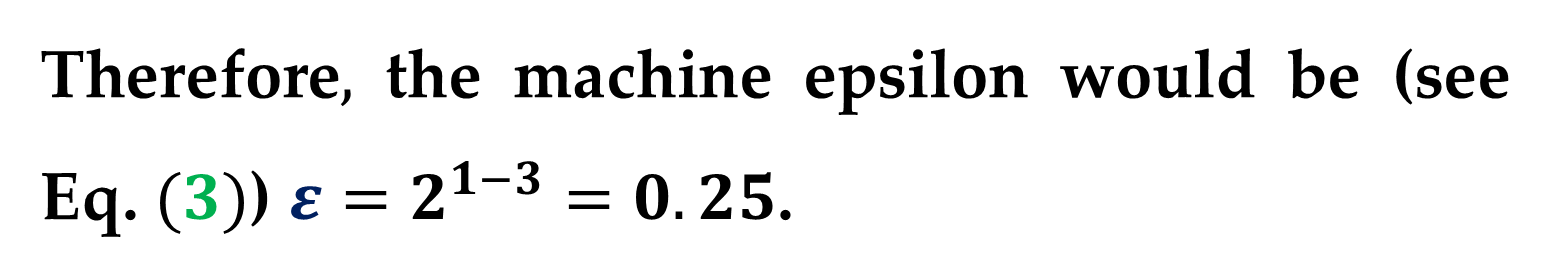 Therefore, the machine epsilon would be (see
Eq. (3)) ε = 2^{1−3} = 0.25.